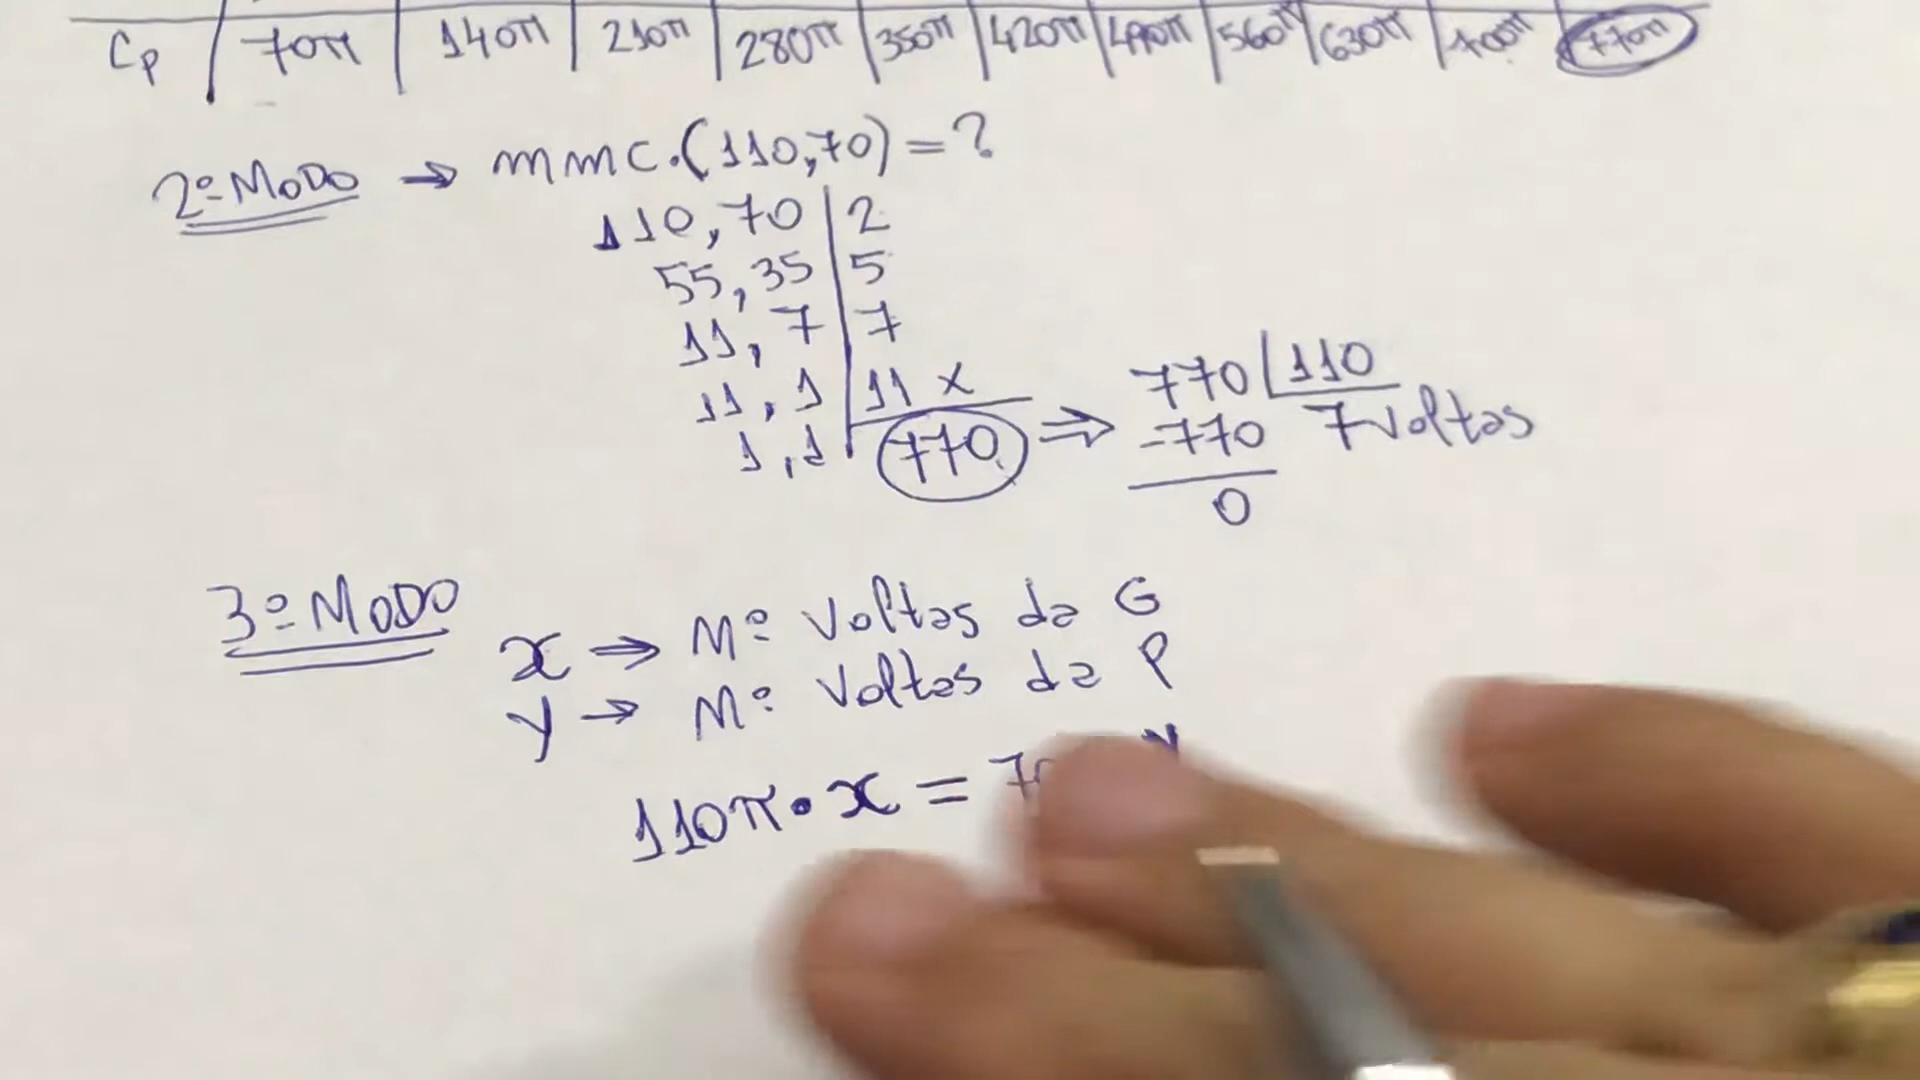 Cp 70π 140π 210π 280π 350π 420π 490π 560π 630π 700π 770π
2º MODO → mmc.(110,70) = ?
110, 70 | 2
55, 35 | 5
11, 7 | 7
11, 1 | 11 x
1, 1 | 770 ⇒
770 | 110
-770 7 voltas
0
3º MODO
x → Nº voltas da G
y → Nº voltas da P
110π • x =